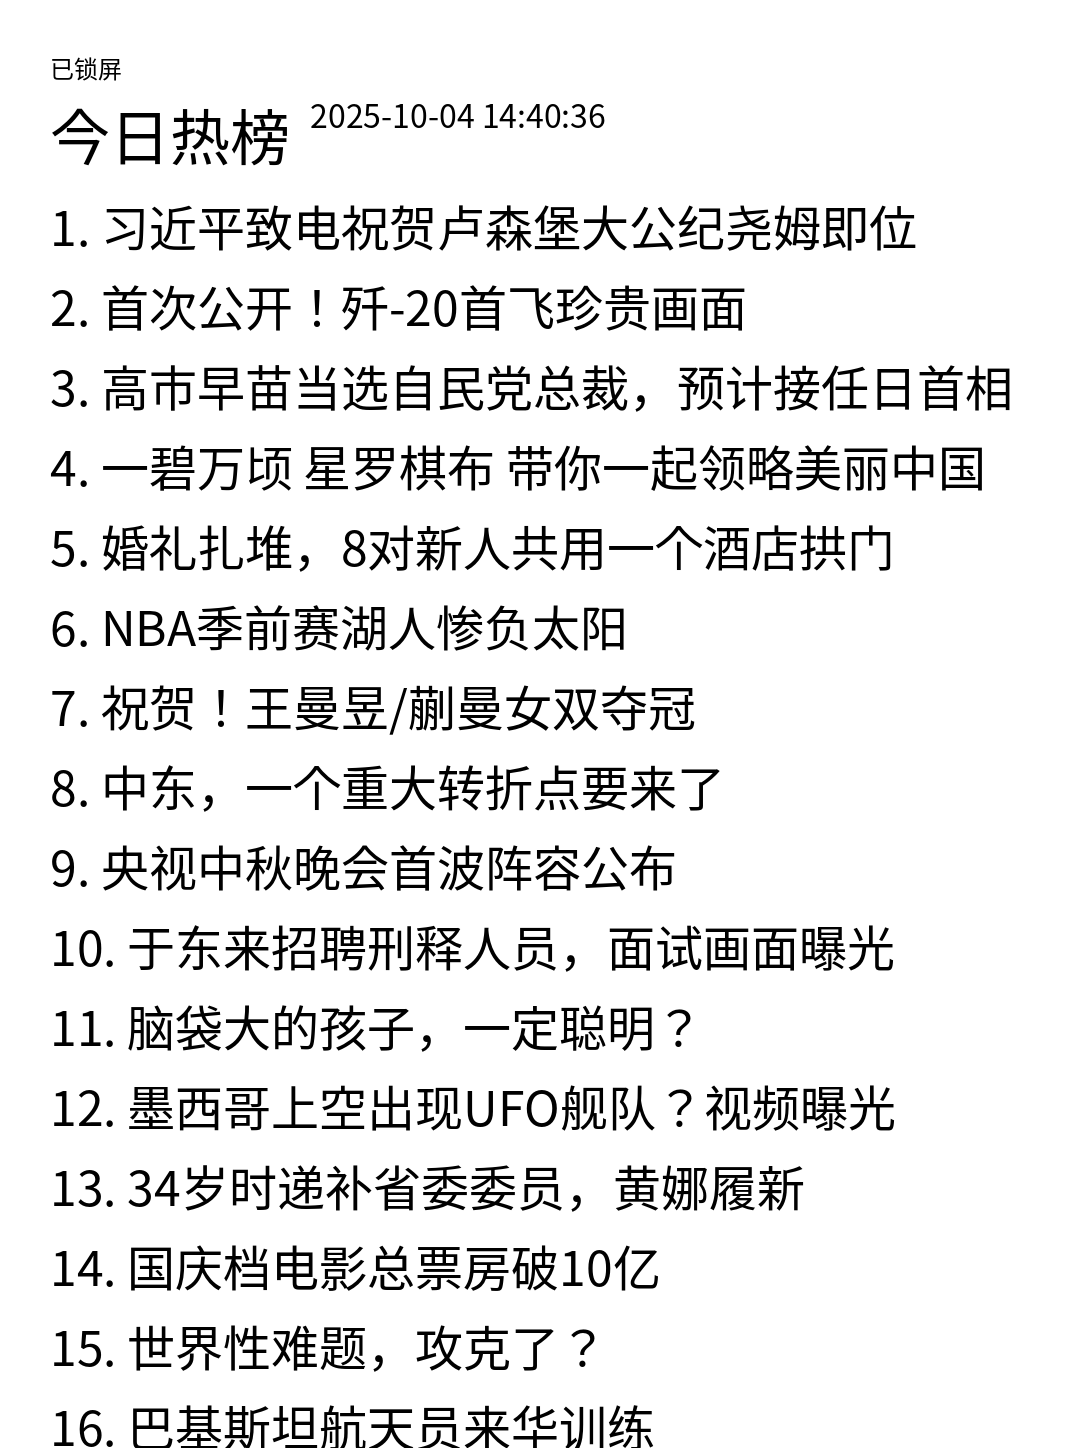 已锁屏
今日热榜 2025-10-04 14:40:36
1. 习近平致电祝贺卢森堡大公纪尧姆即位
2. 首次公开！歼-20首飞珍贵画面
3. 高市早苗当选自民党总裁，预计接任日首相
4. 一碧万顷 星罗棋布 带你一起领略美丽中国
5. 婚礼扎堆，8对新人共用一个酒店拱门
6. NBA季前赛湖人惨负太阳
7. 祝贺！王曼昱/蒯曼女双夺冠
8. 中东，一个重大转折点要来了
9. 央视中秋晚会首波阵容公布
10. 于东来招聘刑释人员，面试画面曝光
11. 脑袋大的孩子，一定聪明？
12. 墨西哥上空出现UFO舰队？视频曝光
13. 34岁时递补省委委员，黄娜履新
14. 国庆档电影总票房破10亿
15. 世界性难题，攻克了？
16. 巴基斯坦航天员来华训练